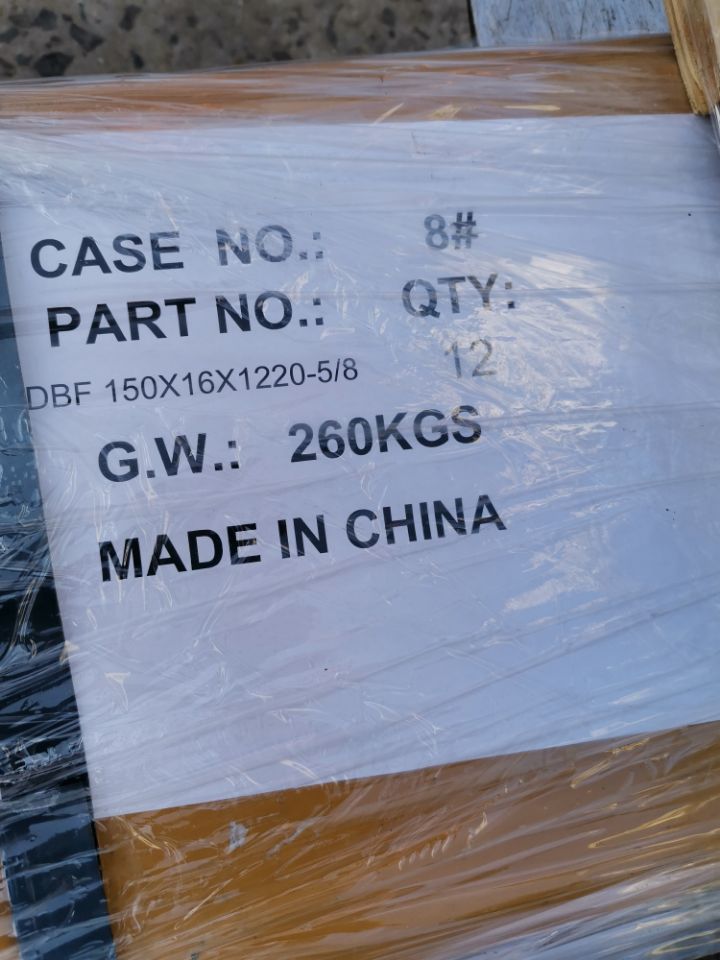 CASE NO.: 8#
PART NO.: QTY:
DBF 150X16X1220-5/8 12
G.W.: 260KGS
MADE IN CHINA